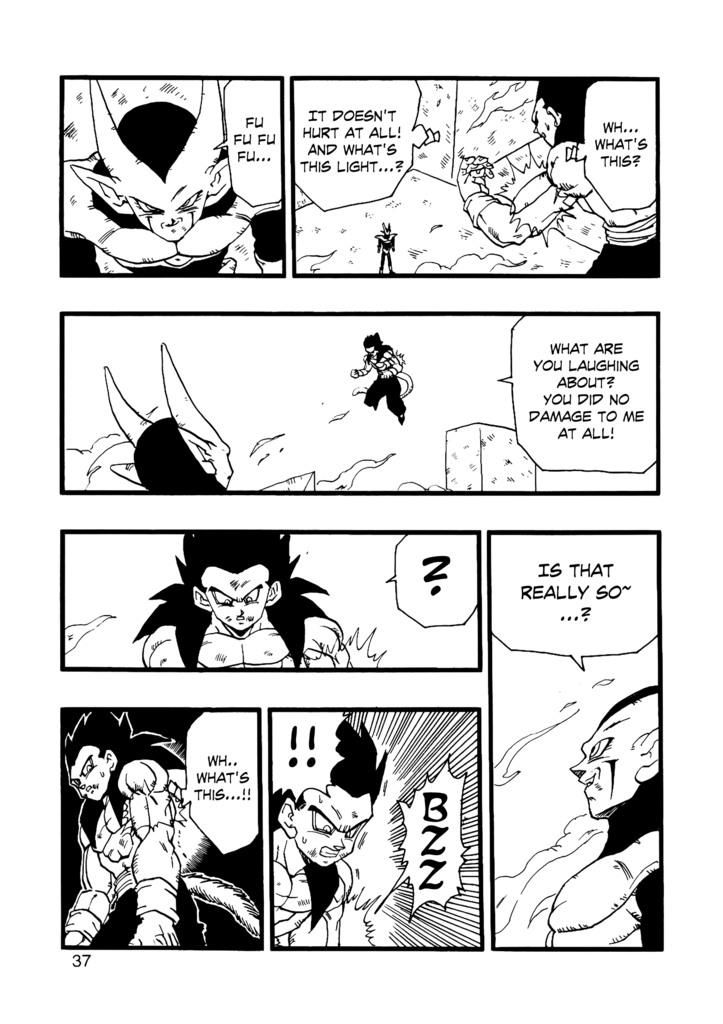 FU
FU FU
FU...
IT DOESN'T
HURT AT ALL!
AND WHAT'S
THIS LIGHT...?
WH...
WHAT'S
THIS?
WHAT ARE
YOU LAUGHING
ABOUT?
YOU DID NO
DAMAGE TO ME
AT ALL!
?
IS THAT
REALLY SO~
...?
WH..
WHAT'S
THIS...!!
!!
BZZ
37